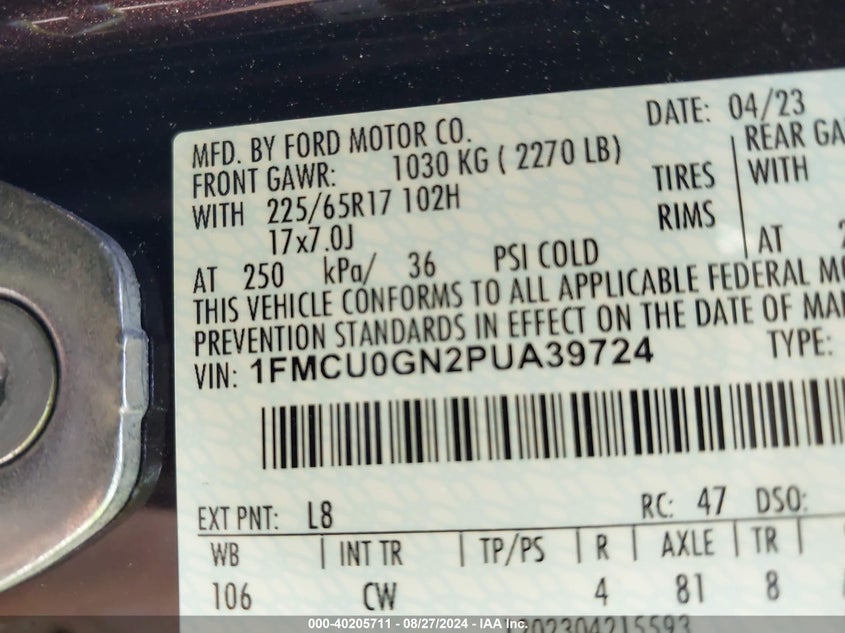 DATE: 04/23
MFD. BY FORD MOTOR CO.
FRONT GAWR: 1030 KG ( 2270 LB) REAR
WITH 225/65R17 102H TIRES WITH
17x7.0J RIMS
AT 250 kPa/ 36 PSI COLD AT
THIS VEHICLE CONFORMS TO ALL APPLICABLE FEDERAL
PREVENTION STANDARDS IN EFFECT ON THE DATE OF
VIN: 1FMCU0GN2PUA39724 TYPE:
EXT PNT: L8 RC: 47 DSO:
WB INT TR TP/PS R AXLE TR
106 CW 4 81 8
000-40205711 - 08/27/2024 - IAA Inc.